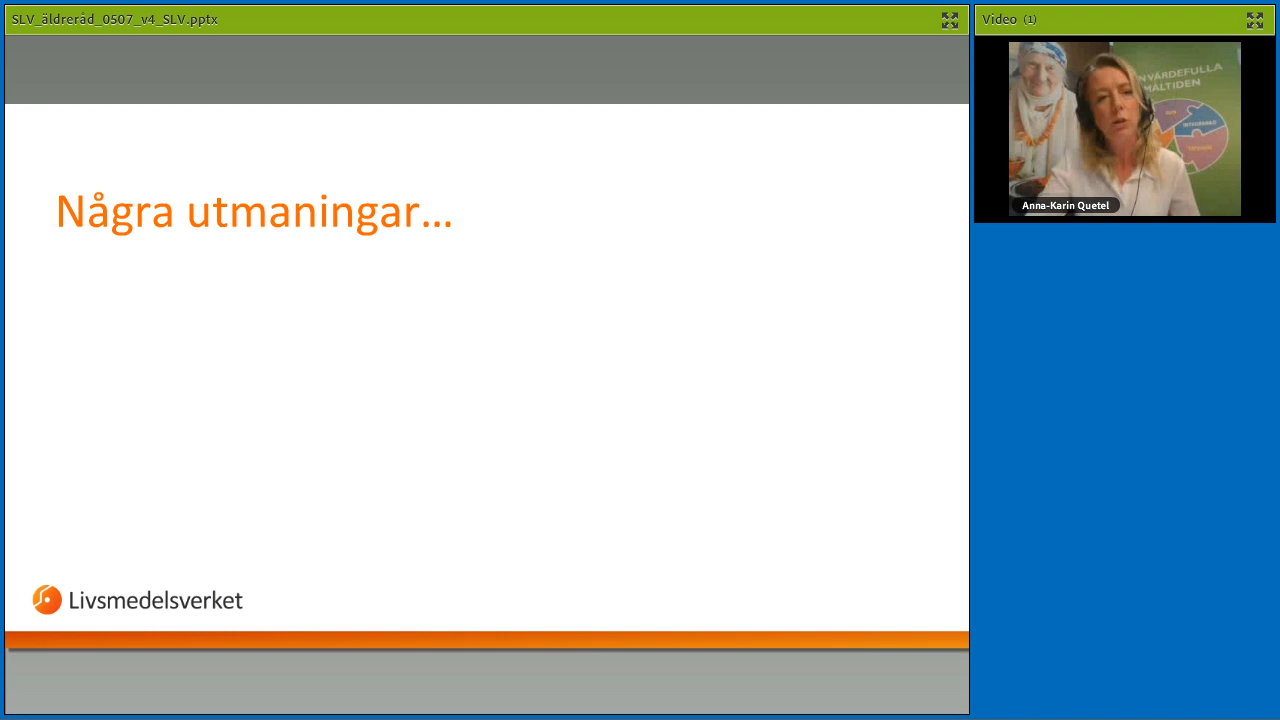 SLV_äldreråd_0507_v4_SLV.pptx
Video (1)
N VÄRDEFULLA
MÅLTIDEN
Anna-Karin Quetel
Några utmaningar...
Livsmedelsverket